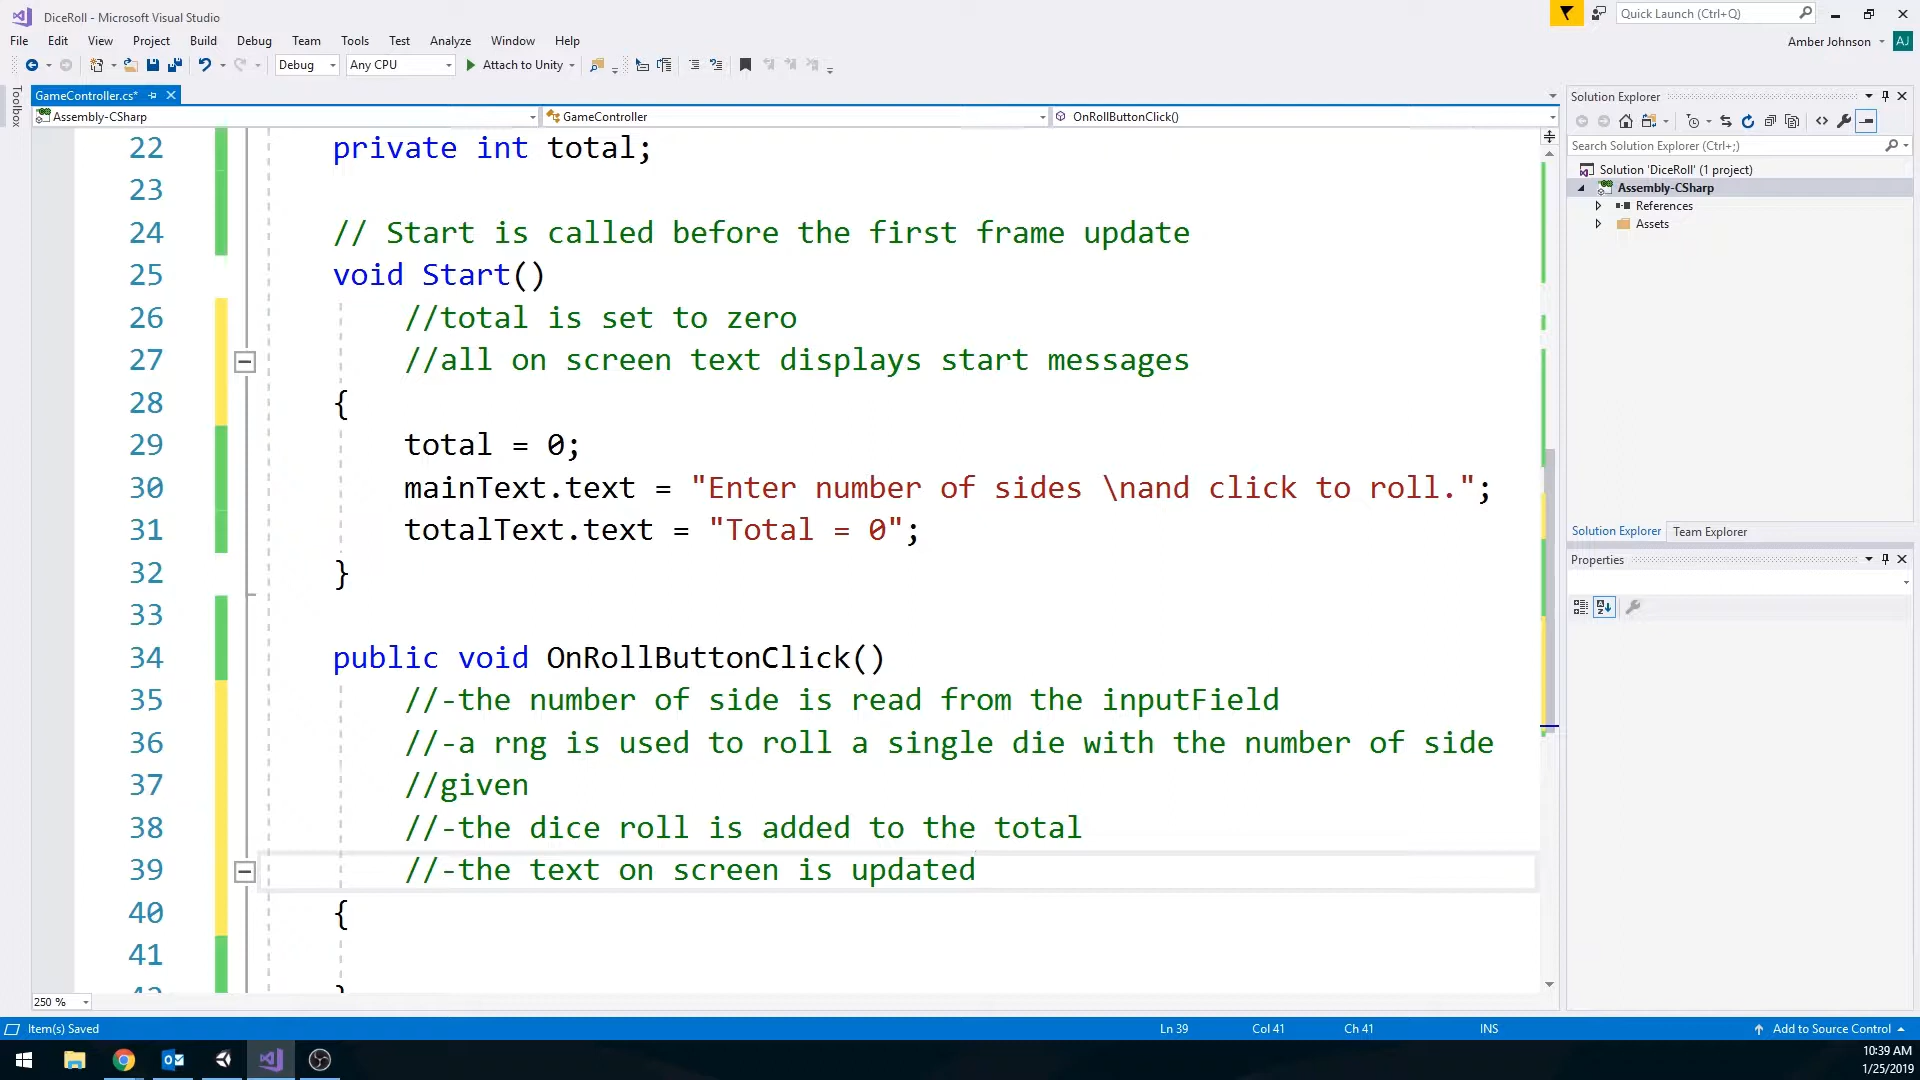 DiceRoll - Microsoft Visual Studio
Quick Launch (Ctrl+Q)
File Edit View Project Build Debug Team Tools Test Analyze Window Help
Amber Johnson AJ
Debug Any CPU Attach to Unity
Toolbox
GameController.cs*
Assembly-CSharp GameController OnRollButtonClick()
22 private int total;
23
24 // Start is called before the first frame update
25 void Start()
26 //total is set to zero
27 //all on screen text displays start messages
28 {
29 total = 0;
30 mainText.text = "Enter number of sides \nand click to roll.";
31 totalText.text = "Total = 0";
32 }
33
34 public void OnRollButtonClick()
35 //-the number of side is read from the inputField
36 //-a rng is used to roll a single die with the number of side
37 //given
38 //-the dice roll is added to the total
39 //-the text on screen is updated
40 {
41
250 %
Solution Explorer
Search Solution Explorer (Ctrl+;)
Solution 'DiceRoll' (1 project)
Assembly-CSharp
References
Assets
Solution Explorer Team Explorer
Properties
Item(s) Saved Ln 39 Col 41 Ch 41 INS Add to Source Control
10:39 AM
1/25/2019